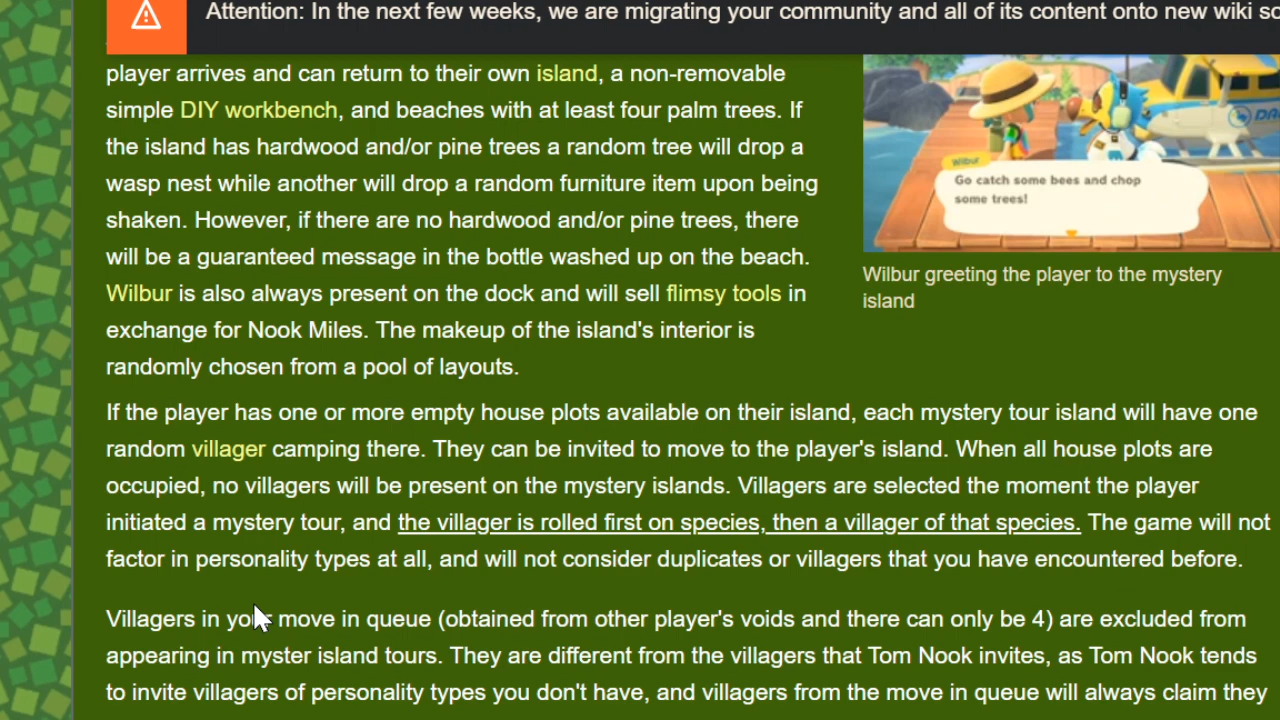 Attention: In the next few weeks, we are migrating your community and all of its content onto new wiki
player arrives and can return to their own island, a non-removable
simple DIY workbench, and beaches with at least four palm trees. If
the island has hardwood and/or pine trees a random tree will drop a
wasp nest while another will drop a random furniture item upon being
shaken. However, if there are no hardwood and/or pine trees, there
will be a guaranteed message in the bottle washed up on the beach.
Wilbur is also always present on the dock and will sell flimsy tools in
exchange for Nook Miles. The makeup of the island's interior is
randomly chosen from a pool of layouts.
Wilbur
Go catch some bees and chop
some trees!
Wilbur greeting the player to the mystery
island
If the player has one or more empty house plots available on their island, each mystery tour island will have one
random villager camping there. They can be invited to move to the player's island. When all house plots are
occupied, no villagers will be present on the mystery islands. Villagers are selected the moment the player
initiated a mystery tour, and the villager is rolled first on species, then a villager of that species. The game will not
factor in personality types at all, and will not consider duplicates or villagers that you have encountered before.
Villagers in your move in queue (obtained from other player's voids and there can only be 4) are excluded from
appearing in myster island tours. They are different from the villagers that Tom Nook invites, as Tom Nook tends
to invite villagers of personality types you don't have, and villagers from the move in queue will always claim they